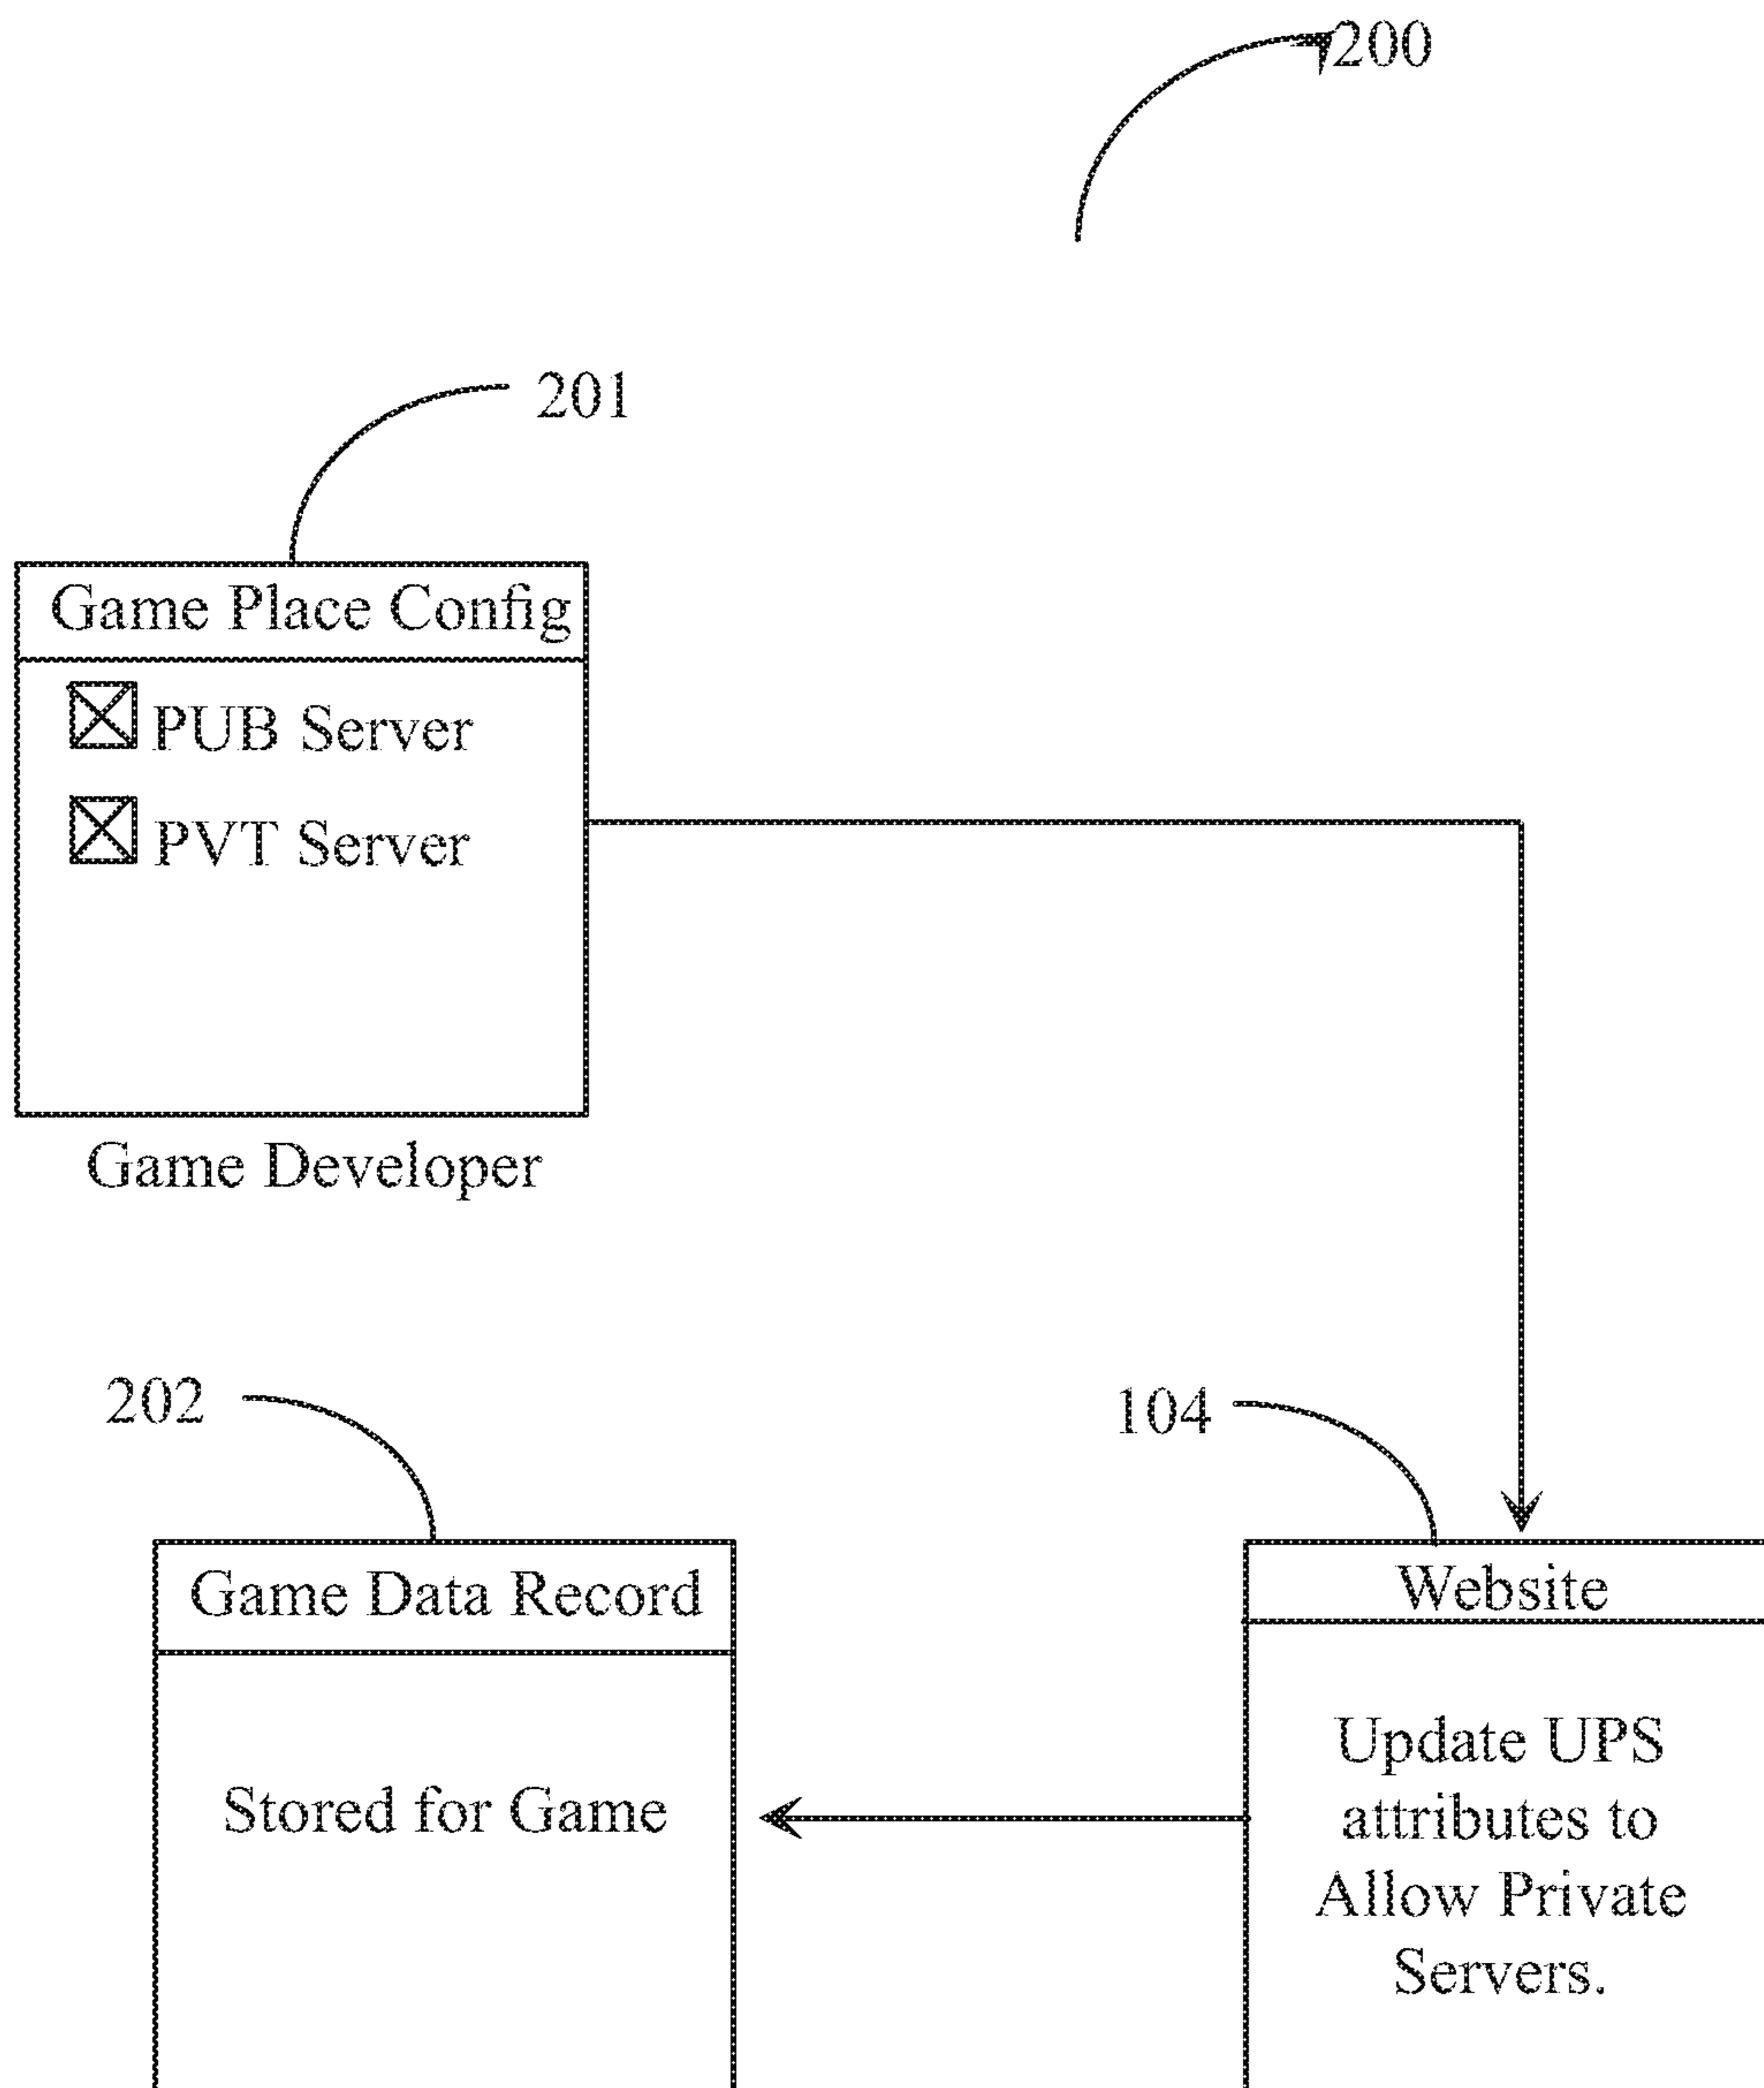 200
201
Game Place Config
PUB Server
PVT Server
Game Developer
202
104
Game Data Record
Stored for Game
Website
Update UPS
attributes to
Allow Private
Servers.